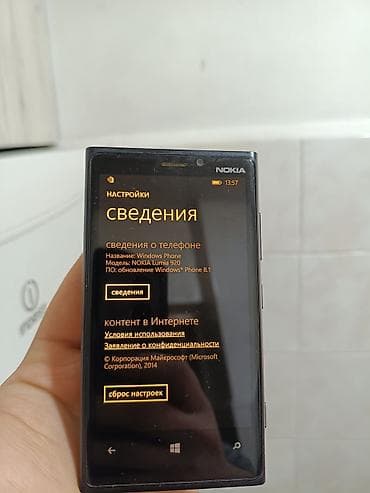 NOKIA
13:57
НАСТРОЙКИ
сведения
сведения о телефоне
Название: Windows Phone
Модель: NOKIA Lumia 920
ПО: обновление Windows® Phone 8.1
сведения
контент в Интернете
Условия использования
Заявление о конфиденциальности
© Корпорация Майкрософт (Microsoft
Corporation), 2014
сброс настроек